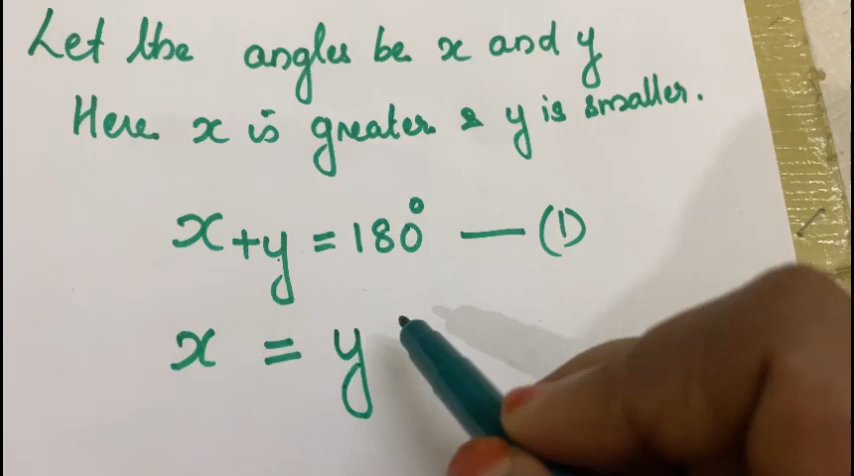 Let the angles be x and y
Here x is greater & y is smaller.
x+y = 180° — (1)
x = y